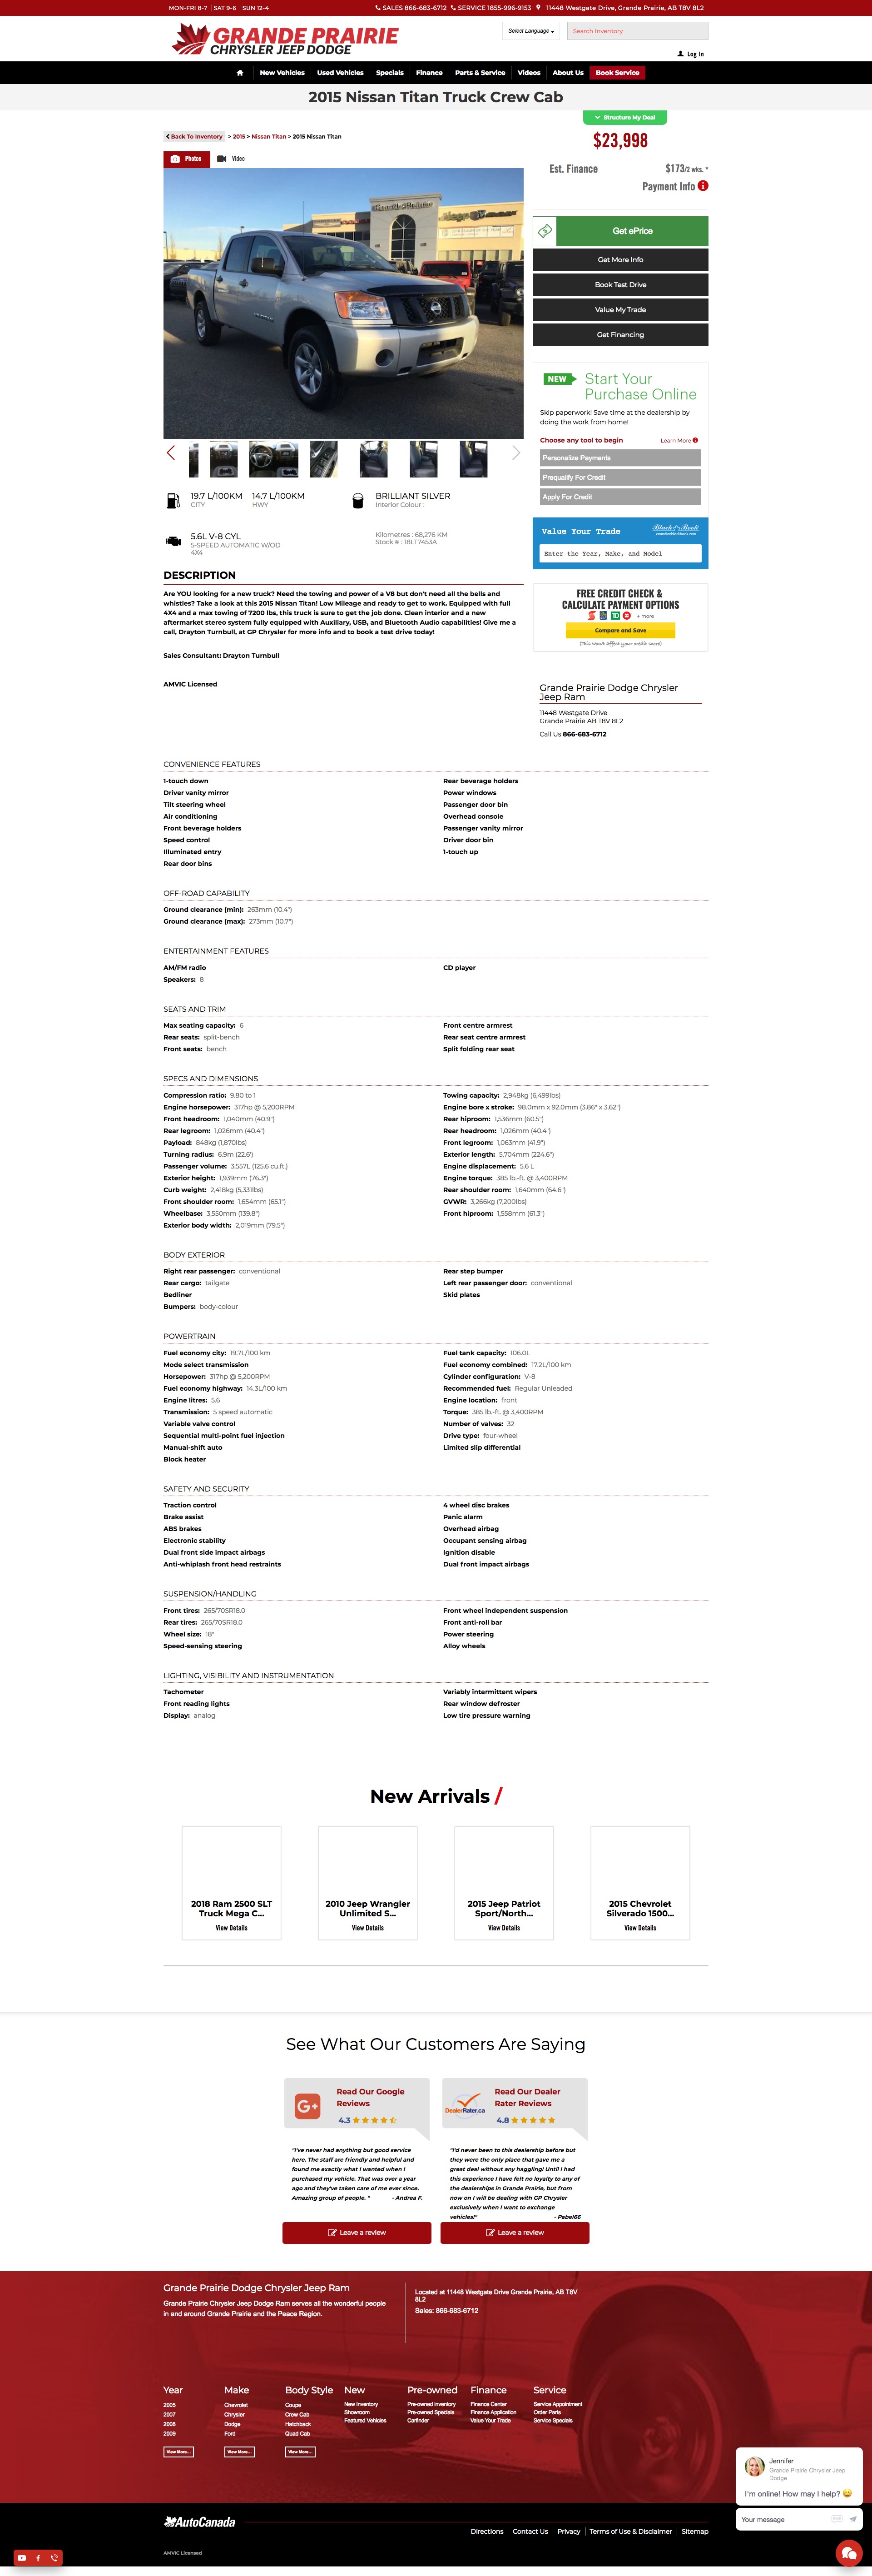 MON-FRI 8-7 | SAT 9-6 | SUN 12-4
SALES 866-683-6712 SERVICE 1855-996-9153 11448 Westgate Drive, Grande Prairie, AB T8V 8L2
GRANDE PRAIRIE
CHRYSLER JEEP DODGE
Select Language
Search Inventory
Log In
New Vehicles
Used Vehicles
Specials
Finance
Parts & Service
Videos
About Us
Book Service
2015 Nissan Titan Truck Crew Cab
Structure My Deal
Back To Inventory > 2015 > Nissan Titan > 2015 Nissan Titan
$23,998
Photos
Video
Est. Finance
$173/2 wks. *
Payment Info
Get ePrice
Get More Info
Book Test Drive
Value My Trade
Get Financing
NEW
Start Your
Purchase Online
Skip paperwork! Save time at the dealership by
doing the work from home!
Choose any tool to begin
Learn More
Personalize Payments
Prequalify For Credit
Apply For Credit
19.7 L/100KM
CITY
14.7 L/100KM
HWY
BRILLIANT SILVER
Interior Colour :
5.6L V-8 CYL
5-SPEED AUTOMATIC W/OD
4X4
Kilometres : 68,276 KM
Stock # : 18LT7453A
Value Your Trade
Black Book
Enter the Year, Make, and Model
DESCRIPTION
Are YOU looking for a new truck? Need the towing and power of a V8 but don't need all the bells and
whistles? Take a look at this 2015 Nissan Titan! Low Mileage and ready to get to work. Equipped with full
4X4 and a max towing of 7200 lbs, this truck is sure to get the job done. Clean interior and a new
aftermarket stereo system fully equipped with Auxiliary, USB, and Bluetooth Audio capabilities! Give me a
call, Drayton Turnbull, at GP Chrysler for more info and to book a test drive today!
Sales Consultant: Drayton Turnbull
AMVIC Licensed
FREE CREDIT CHECK &
CALCULATE PAYMENT OPTIONS
+ more
Compare and Save
(This won't affect your credit score)
Grande Prairie Dodge Chrysler
Jeep Ram
11448 Westgate Drive
Grande Prairie AB T8V 8L2
Call Us 866-683-6712
CONVENIENCE FEATURES
1-touch down
Rear beverage holders
Driver vanity mirror
Power windows
Tilt steering wheel
Passenger door bin
Air conditioning
Overhead console
Front beverage holders
Passenger vanity mirror
Speed control
Driver door bin
Illuminated entry
1-touch up
Rear door bins
OFF-ROAD CAPABILITY
Ground clearance (min): 263mm (10.4")
Ground clearance (max): 273mm (10.7")
ENTERTAINMENT FEATURES
AM/FM radio
CD player
Speakers: 8
SEATS AND TRIM
Max seating capacity: 6
Front centre armrest
Rear seats: split-bench
Rear seat centre armrest
Front seats: bench
Split folding rear seat
SPECS AND DIMENSIONS
Compression ratio: 9.80 to 1
Towing capacity: 2,948kg (6,499lbs)
Engine horsepower: 317hp @ 5,200RPM
Engine bore x stroke: 98.0mm x 92.0mm (3.86" x 3.62")
Front headroom: 1,040mm (40.9")
Rear hiproom: 1,536mm (60.5")
Rear legroom: 1,026mm (40.4")
Rear headroom: 1,026mm (40.4")
Payload: 848kg (1,870lbs)
Front legroom: 1,063mm (41.9")
Turning radius: 6.9m (22.6')
Exterior length: 5,704mm (224.6")
Passenger volume: 3,557L (125.6 cu.ft.)
Engine displacement: 5.6 L
Exterior height: 1,939mm (76.3")
Engine torque: 385 lb.-ft. @ 3,400RPM
Curb weight: 2,418kg (5,331lbs)
Rear shoulder room: 1,640mm (64.6")
Front shoulder room: 1,654mm (65.1")
GVWR: 3,266kg (7,200lbs)
Wheelbase: 3,550mm (139.8")
Front hiproom: 1,558mm (61.3")
Exterior body width: 2,019mm (79.5")
BODY EXTERIOR
Right rear passenger: conventional
Rear step bumper
Rear cargo: tailgate
Left rear passenger door: conventional
Bedliner
Skid plates
Bumpers: body-colour
POWERTRAIN
Fuel economy city: 19.7L/100 km
Fuel tank capacity: 106.0L
Mode select transmission
Fuel economy combined: 17.2L/100 km
Horsepower: 317hp @ 5,200RPM
Cylinder configuration: V-8
Fuel economy highway: 14.3L/100 km
Recommended fuel: Regular Unleaded
Engine litres: 5.6
Engine location: front
Transmission: 5 speed automatic
Torque: 385 lb.-ft. @ 3,400RPM
Variable valve control
Number of valves: 32
Sequential multi-point fuel injection
Drive type: four-wheel
Manual-shift auto
Limited slip differential
Block heater
SAFETY AND SECURITY
Traction control
4 wheel disc brakes
Brake assist
Panic alarm
ABS brakes
Overhead airbag
Electronic stability
Occupant sensing airbag
Dual front side impact airbags
Ignition disable
Anti-whiplash front head restraints
Dual front impact airbags
SUSPENSION/HANDLING
Front tires: 265/70SR18.0
Front wheel independent suspension
Rear tires: 265/70SR18.0
Front anti-roll bar
Wheel size: 18"
Power steering
Speed-sensing steering
Alloy wheels
LIGHTING, VISIBILITY AND INSTRUMENTATION
Tachometer
Variably intermittent wipers
Front reading lights
Rear window defroster
Display: analog
Low tire pressure warning
New Arrivals /
2018 Ram 2500 SLT
Truck Mega C...
View Details
2010 Jeep Wrangler
Unlimited S...
View Details
2015 Jeep Patriot
Sport/North...
View Details
2015 Chevrolet
Silverado 1500...
View Details
See What Our Customers Are Saying
G+
Read Our Google
Reviews
4.3
"I've never had anything but good service
here. The staff are friendly and helpful and
found me exactly what I wanted when I
purchased my vehicle. That was over a year
ago and they've taken care of me ever since.
Amazing group of people. " - Andrea F.
Leave a review
DealerRater.ca
Read Our Dealer
Rater Reviews
4.8
"I'd never been to this dealership before but
they were the only place that gave me a
great deal without any haggling! Until I had
this experience I have felt no loyalty to any of
the dealerships in Grande Prairie, but from
now on I will be dealing with GP Chrysler
exclusively when I want to exchange
vehicles!" - Pabel66
Leave a review
Grande Prairie Dodge Chrysler Jeep Ram
Grande Prairie Chrysler Jeep Dodge Ram serves all the wonderful people
in and around Grande Prairie and the Peace Region.
Located at 11448 Westgate Drive Grande Prairie, AB T8V
8L2
Sales: 866-683-6712
Year
2005
2007
2008
2009
View More...
Make
Chevrolet
Chrysler
Dodge
Ford
View More...
Body Style
Coupe
Crew Cab
Hatchback
Quad Cab
View More...
New
New Inventory
Showroom
Featured Vehicles
Pre-owned
Pre-owned Inventory
Pre-owned Specials
Carfinder
Finance
Finance Center
Finance Application
Value Your Trade
Service
Service Appointment
Order Parts
Service Specials
Jennifer
Grande Prairie Chrysler Jeep
Dodge
I'm online! How may I help? 😀
Your message
AutoCanada
Directions | Contact Us | Privacy | Terms of Use & Disclaimer | Sitemap
AMVIC Licensed